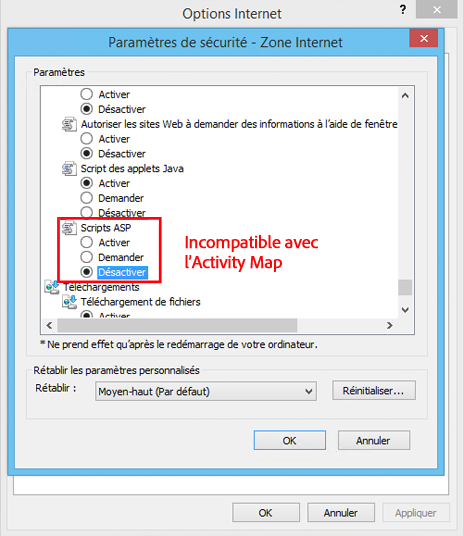 Options Internet
?
Paramètres de sécurité - Zone Internet
Paramètres
Activer
Désactiver
Autoriser les sites Web à demander des informations à l'aide de fenêtre
Activer
Désactiver
Script des applets Java
Activer
Demander
Désactiver
Scripts ASP
Activer
Demander
Désactiver
Incompatible avec
l'Activity Map
Téléchargements
Téléchargement de fichiers
Activer
* Ne prend effet qu'après le redémarrage de votre ordinateur.
Rétablir les paramètres personnalisés
Rétablir :
Moyen-haut (Par défaut)
Réinitialiser...
OK
Annuler
OK
Annuler
Appliquer